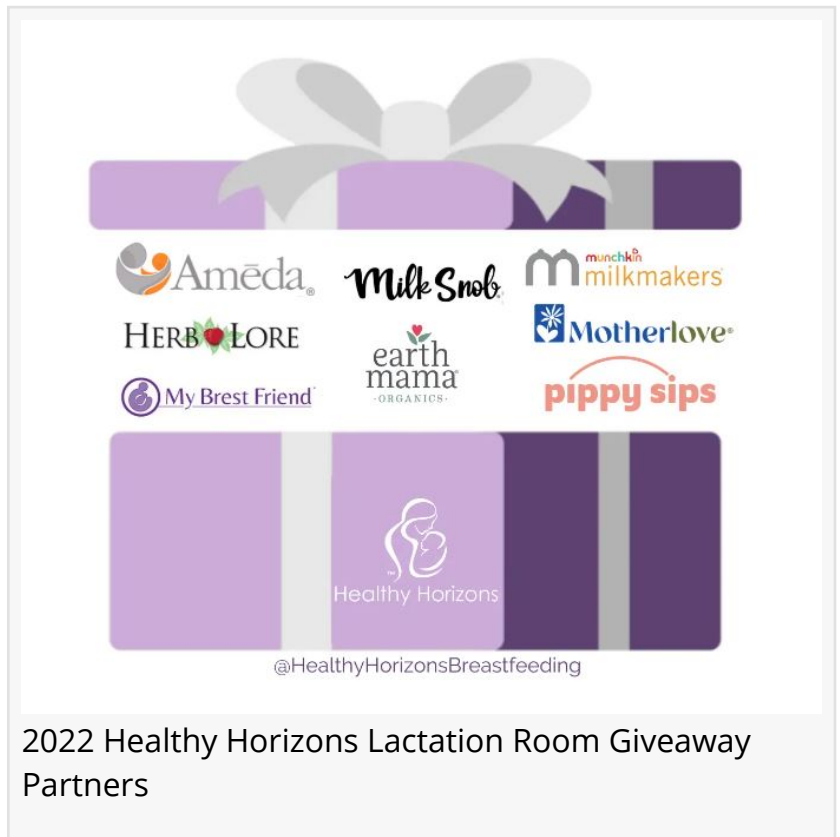 Amēda®
Milk Snob
munchkin
milkmakers
Herb Lore
earth
mama
·ORGANICS·
Motherlove®
My Brest Friend
pippy sips
Healthy Horizons
@HealthyHorizonsBreastfeeding
2022 Healthy Horizons Lactation Room Giveaway
Partners